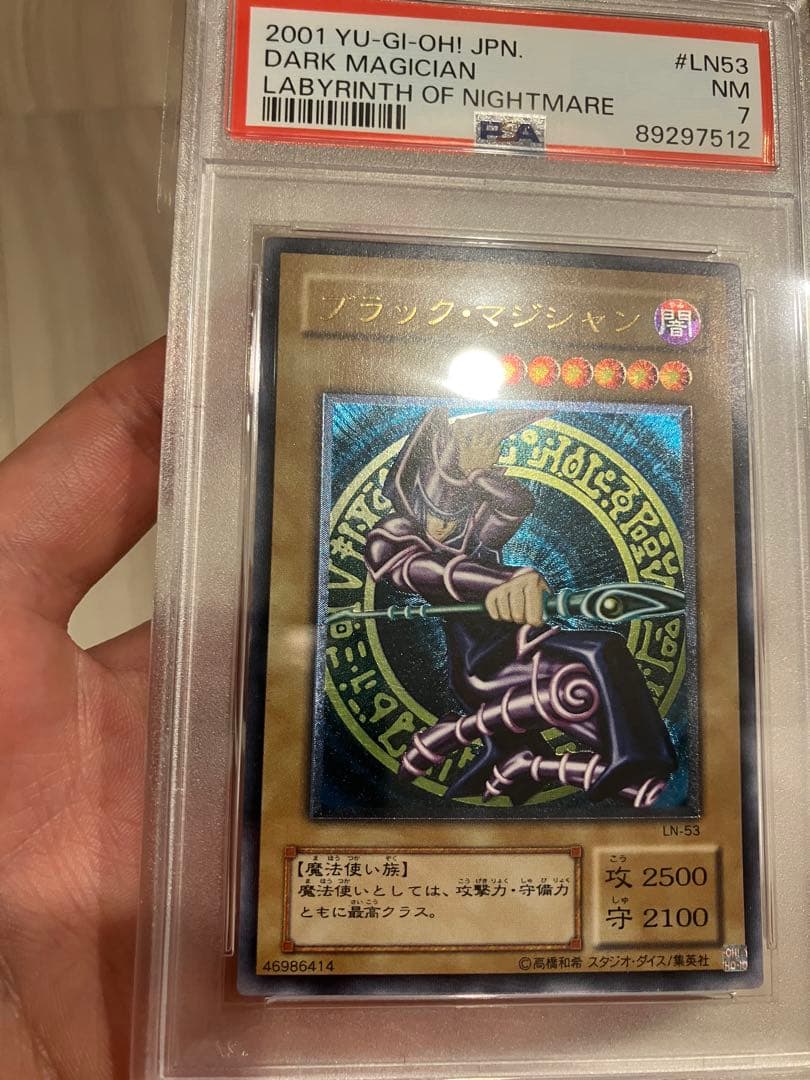 2001 YU-GI-OH! JPN. #LN53
DARK MAGICIAN NM
LABYRINTH OF NIGHTMARE 7
PSA 89297512
ブラック・マジシャン 闇
LN-53
【魔法使い族】
魔法使いとしては、攻撃力・守備力
ともに最高クラス。
攻 2500
守 2100
46986414 ©高橋和希 スタジオ・ダイス/集英社